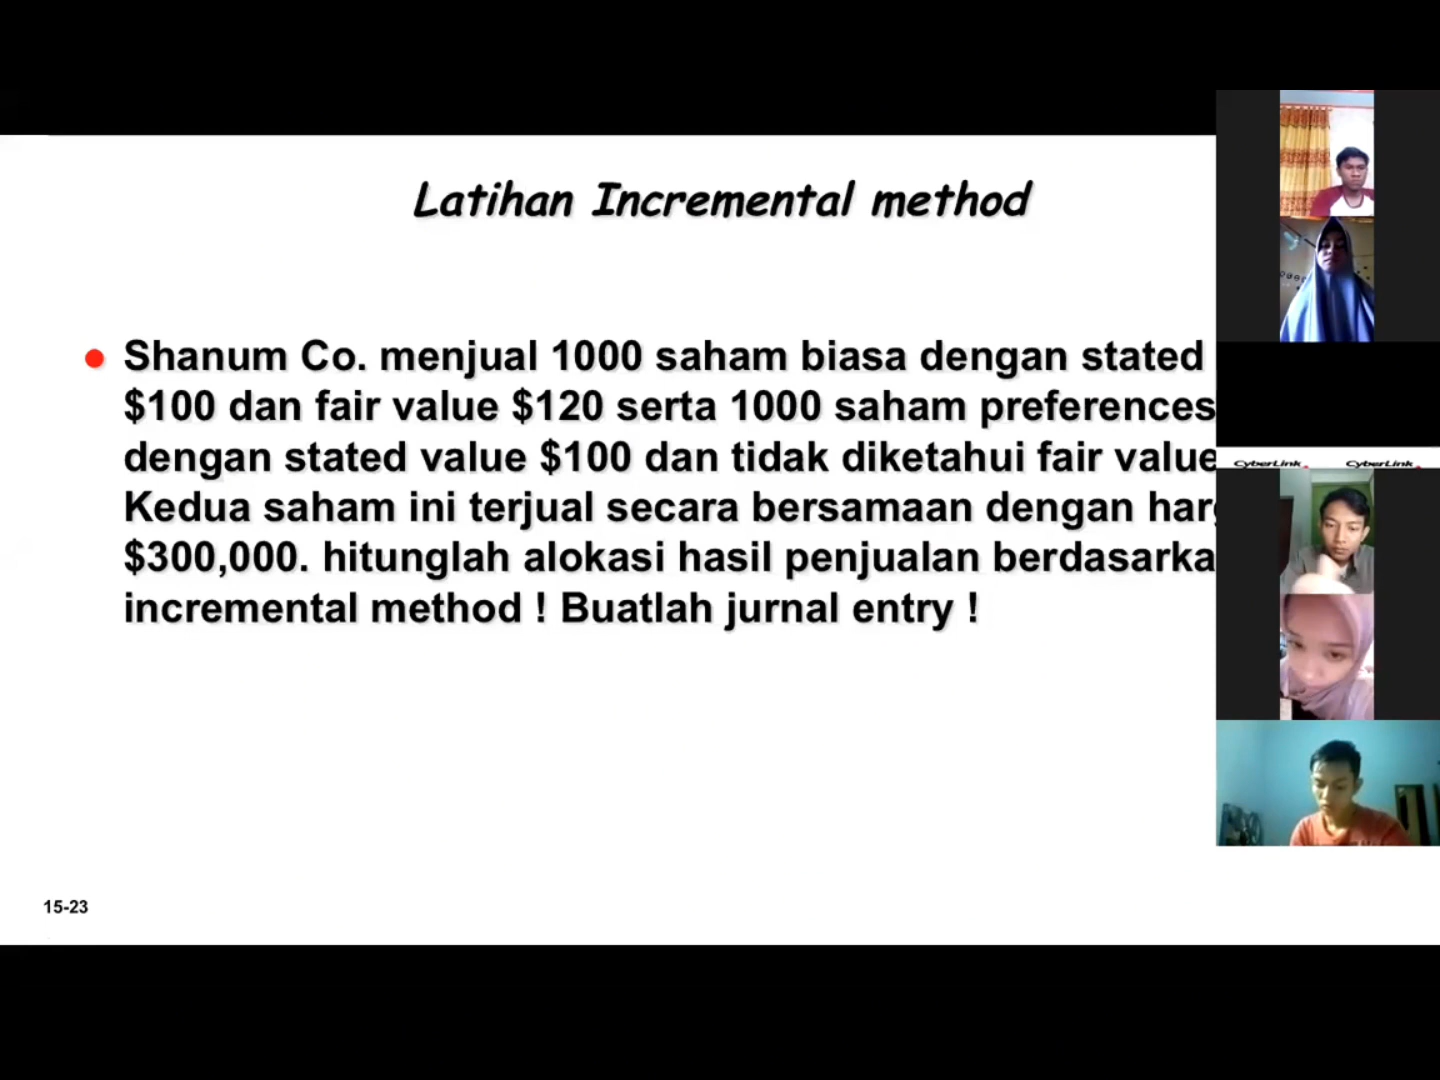 Latihan Incremental method
Shanum Co. menjual 1000 saham biasa dengan stated
$100 dan fair value $120 serta 1000 saham preferences
dengan stated value $100 dan tidak diketahui fair value
Kedua saham ini terjual secara bersamaan dengan
$300,000. hitunglah alokasi hasil penjualan
incremental method ! Buatlah jurnal entry !
15-23
CyberLink CyberLink